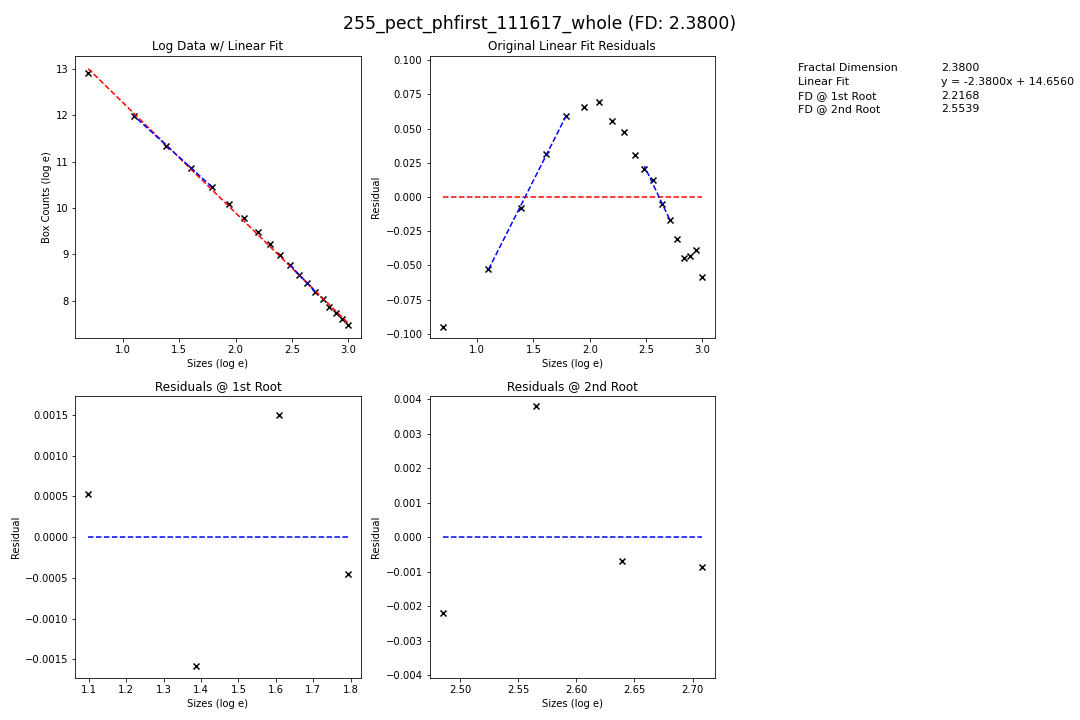 255_pect_phfirst_111617_whole (FD: 2.3800)
Log Data w/ Linear Fit
13
12
11
10
9
8
Box Counts (log e)
1.0 1.5 2.0 2.5 3.0
Sizes (log e)
Original Linear Fit Residuals
0.100
0.075
0.050
0.025
0.000
−0.025
−0.050
−0.075
−0.100
Residual
1.0 1.5 2.0 2.5 3.0
Sizes (log e)
Fractal Dimension 2.3800
Linear Fit y = -2.3800x + 14.6560
FD @ 1st Root 2.2168
FD @ 2nd Root 2.5539
Residuals @ 1st Root
0.0015
0.0010
0.0005
0.0000
−0.0005
−0.0010
−0.0015
Residual
1.1 1.2 1.3 1.4 1.5 1.6 1.7 1.8
Sizes (log e)
Residuals @ 2nd Root
0.004
0.003
0.002
0.001
0.000
−0.001
−0.002
−0.003
−0.004
Residual
2.50 2.55 2.60 2.65 2.70
Sizes (log e)